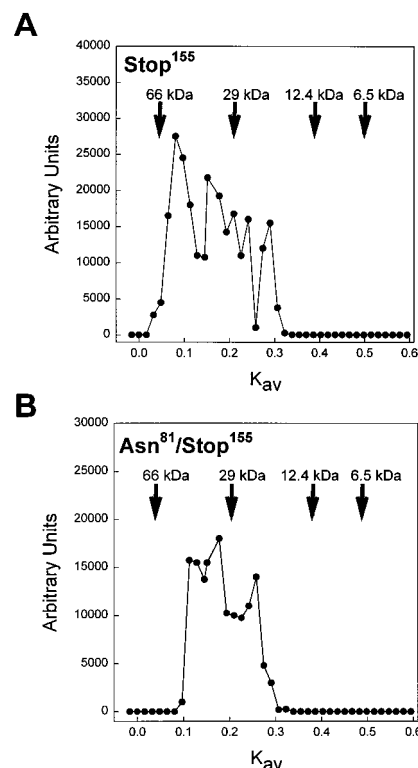 A
Stop¹⁵⁵
66 kDa 29 kDa 12.4 kDa 6.5 kDa
Arbitrary Units
40000
35000
30000
25000
20000
15000
10000
5000
0
0.0 0.1 0.2 0.3 0.4 0.5 0.6
Kav
B
Asn⁸¹/Stop¹⁵⁵
66 kDa 29 kDa 12.4 kDa 6.5 kDa
Arbitrary Units
30000
25000
20000
15000
10000
5000
0
0.0 0.1 0.2 0.3 0.4 0.5 0.6
Kav